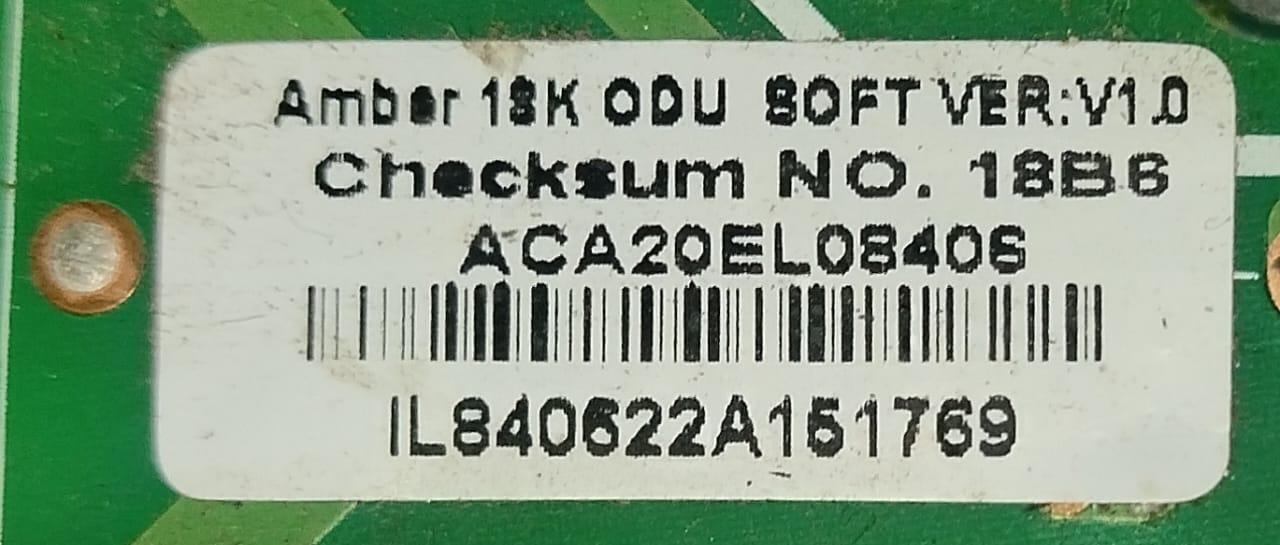 Amber 18K ODU SOFT VER:V1.0
Checksum NO. 18B6
ACA20EL08406
IL840622A151769